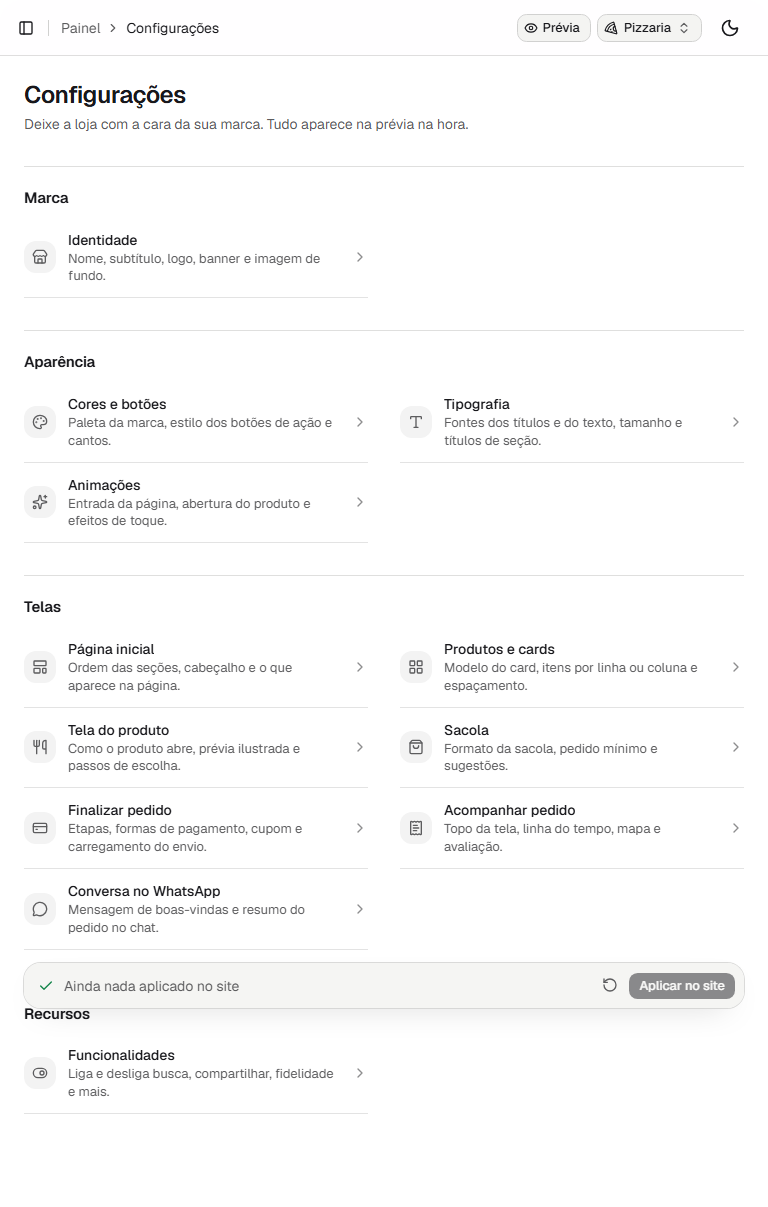 Painel
Configurações
Prévia
Pizzaria
Configurações
Deixe a loja com a cara da sua marca. Tudo aparece na prévia na hora.
Marca
Identidade
Nome, subtítulo, logo, banner e imagem de
fundo.
Aparência
Cores e botões
Paleta da marca, estilo dos botões de ação e
cantos.
Tipografia
Fontes dos títulos e do texto, tamanho e
títulos de seção.
Animações
Entrada da página, abertura do produto e
efeitos de toque.
Telas
Página inicial
Ordem das seções, cabeçalho e o que
aparece na página.
Produtos e cards
Modelo do card, itens por linha ou coluna e
espaçamento.
Tela do produto
Como o produto abre, prévia ilustrada e
passos de escolha.
Sacola
Formato da sacola, pedido mínimo e
sugestões.
Finalizar pedido
Etapas, formas de pagamento, cupom e
carregamento do envio.
Acompanhar pedido
Topo da tela, linha do tempo, mapa e
avaliação.
Conversa no WhatsApp
Mensagem de boas-vindas e resumo do
pedido no chat.
Ainda nada aplicado no site
Aplicar no site
Recursos
Funcionalidades
Liga e desliga busca, compartilhar, fidelidade
e mais.